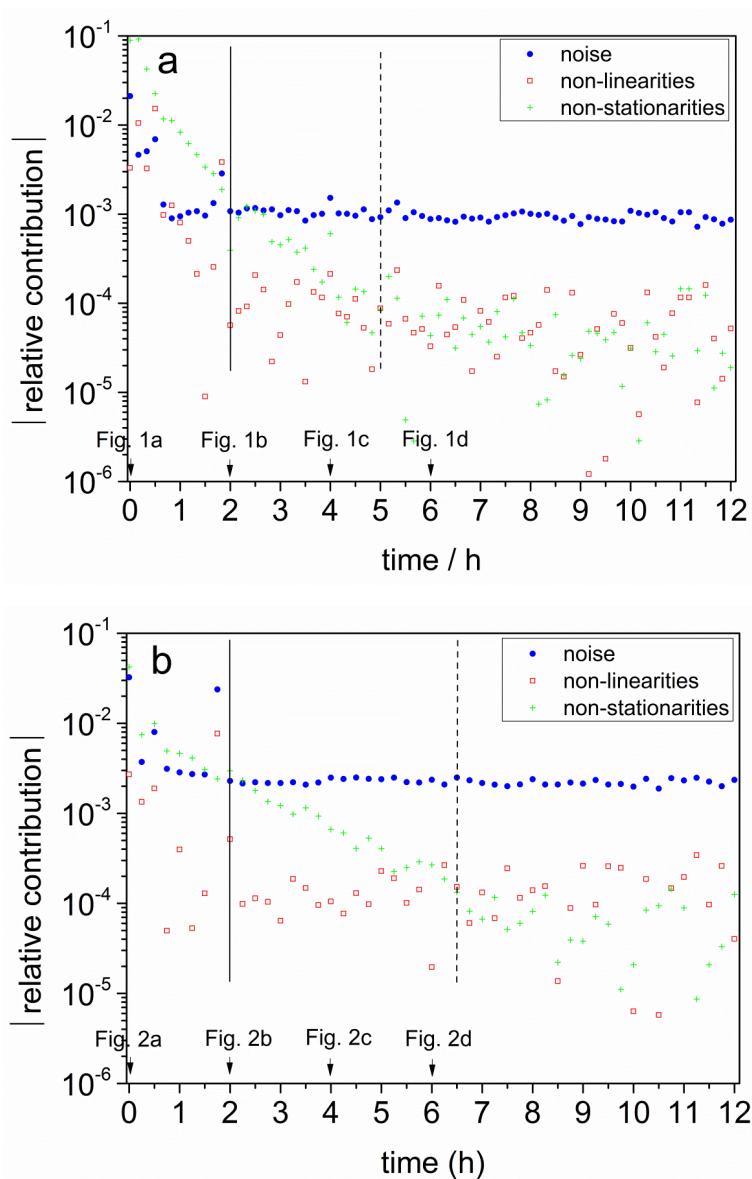 a
noise
non-linearities
non-stationarities
10^-1
10^-2
10^-3
10^-4
10^-5
10^-6
| relative contribution |
Fig. 1a Fig. 1b Fig. 1c Fig. 1d
0 1 2 3 4 5 6 7 8 9 10 11 12
time / h
b
noise
non-linearities
non-stationarities
10^-1
10^-2
10^-3
10^-4
10^-5
10^-6
| relative contribution |
Fig. 2a Fig. 2b Fig. 2c Fig. 2d
0 1 2 3 4 5 6 7 8 9 10 11 12
time (h)